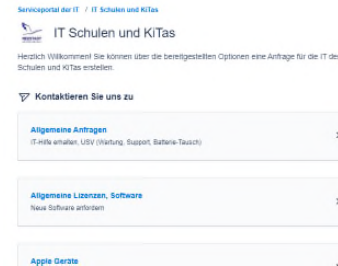 Serviceportal der IT / IT Schulen und KiTas
IT Schulen und KiTas
Herzlich Willkommen! Sie können über die bereitgestellten Optionen eine Anfrage für die IT de
Schulen und KiTas erstellen.
Kontaktieren Sie uns zu
Allgemeine Anfragen
IT-Hilfe erhalten, USV (Wartung, Support, Batterie-Tausch)
Allgemeine Lizenzen, Software
Neue Software anfordern
Apple Geräte